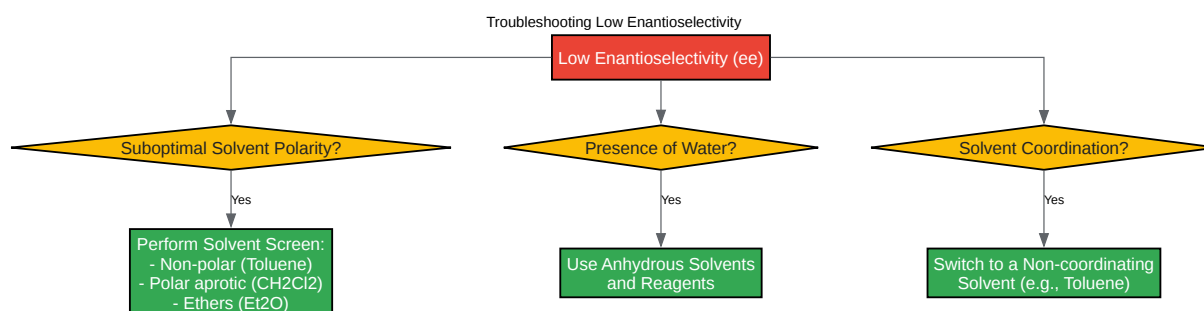 Troubleshooting Low Enantioselectivity
Low Enantioselectivity (ee)
Suboptimal Solvent Polarity?
Presence of Water?
Solvent Coordination?
Yes
Yes
Yes
Perform Solvent Screen:
- Non-polar (Toluene)
- Polar aprotic (CH2Cl2)
- Ethers (Et2O)
Use Anhydrous Solvents
and Reagents
Switch to a Non-coordinating
Solvent (e.g., Toluene)